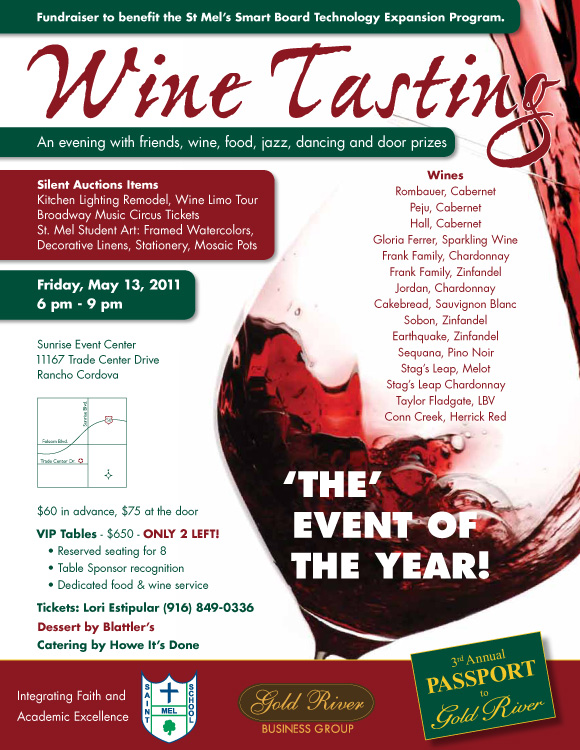 Fundraiser to benefit the St Mel's Smart Board Technology Expansion Program.
Wine Tasting
An evening with friends, wine, food, jazz, dancing and door prizes
Silent Auctions Items
Kitchen Lighting Remodel, Wine Limo Tour
Broadway Music Circus Tickets
St. Mel Student Art: Framed Watercolors,
Decorative Linens, Stationery, Mosaic Pots
Friday, May 13, 2011
6 pm - 9 pm
Sunrise Event Center
11167 Trade Center Drive
Rancho Cordova
Sunrise Blvd.
Folsom Blvd.
Trade Center Dr.
$60 in advance, $75 at the door
VIP Tables - $650 - ONLY 2 LEFT!
• Reserved seating for 8
• Table Sponsor recognition
• Dedicated food & wine service
Tickets: Lori Estipular (916) 849-0336
Dessert by Blattler's
Catering by Howe It's Done
Wines
Rombauer, Cabernet
Peju, Cabernet
Hall, Cabernet
Gloria Ferrer, Sparkling Wine
Frank Family, Chardonnay
Frank Family, Zinfandel
Jordan, Chardonnay
Cakebread, Sauvignon Blanc
Sobon, Zinfandel
Earthquake, Zinfandel
Sequana, Pino Noir
Stag's Leap, Melot
Stag's Leap Chardonnay
Taylor Fladgate, LBV
Conn Creek, Herrick Red
'THE'
EVENT OF
THE YEAR!
Integrating Faith and
Academic Excellence
SAINT
MEL
SCHOOL
Gold River
BUSINESS GROUP
3rd Annual
PASSPORT
to
Gold River